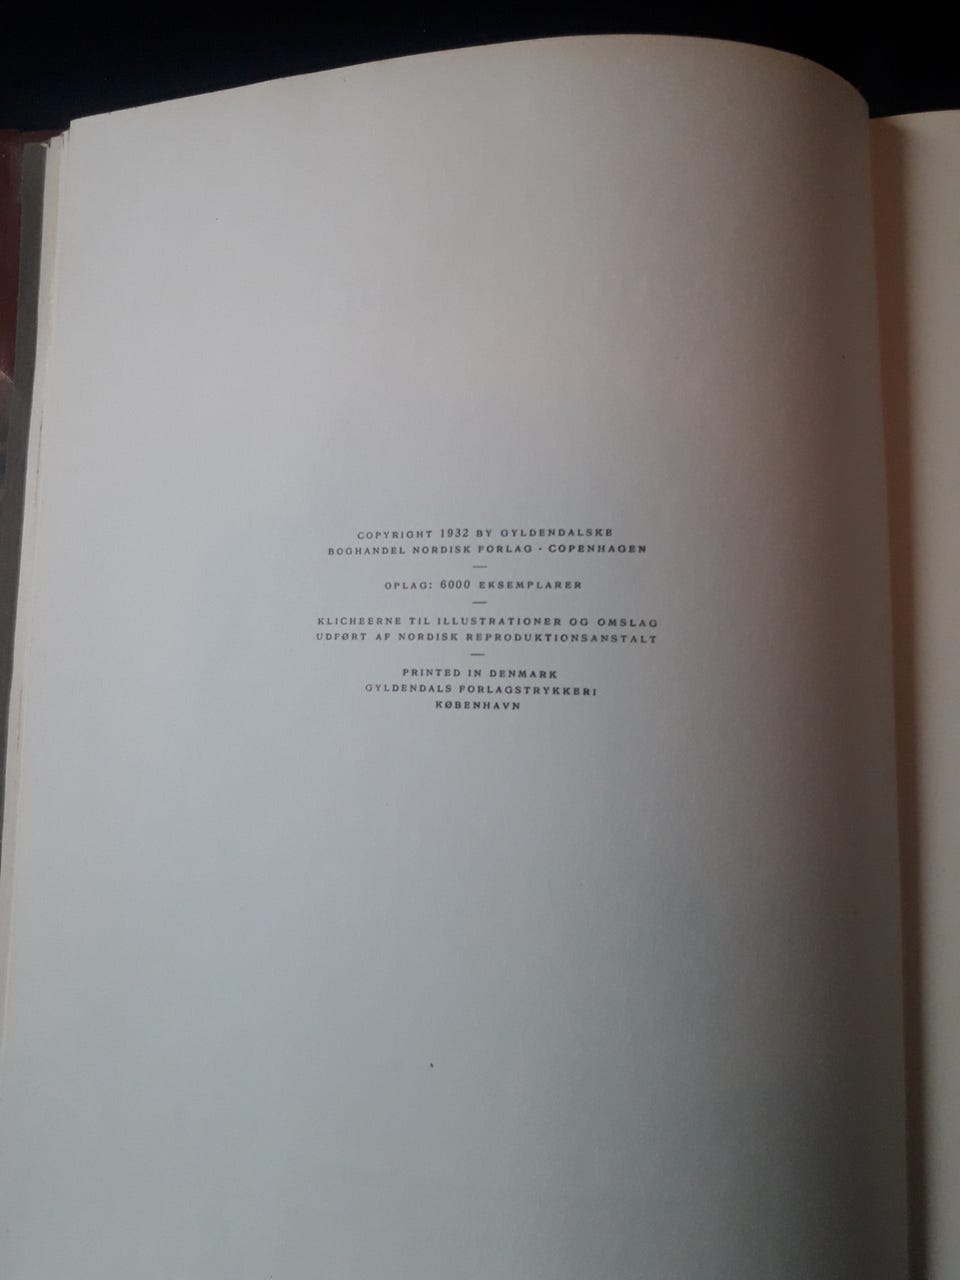 COPYRIGHT 1932 BY GYLDENDALSKE
BOGHANDEL NORDISK FORLAG · COPENHAGEN
—
OPLAG: 6000 EKSEMPLARER
—
KLICHEERNE TIL ILLUSTRATIONER OG OMSLAG
UDFØRT AF NORDISK REPRODUKTIONSANSTALT
—
PRINTED IN DENMARK
GYLDENDALS FORLAGSTRYKKERI
KØBENHAVN